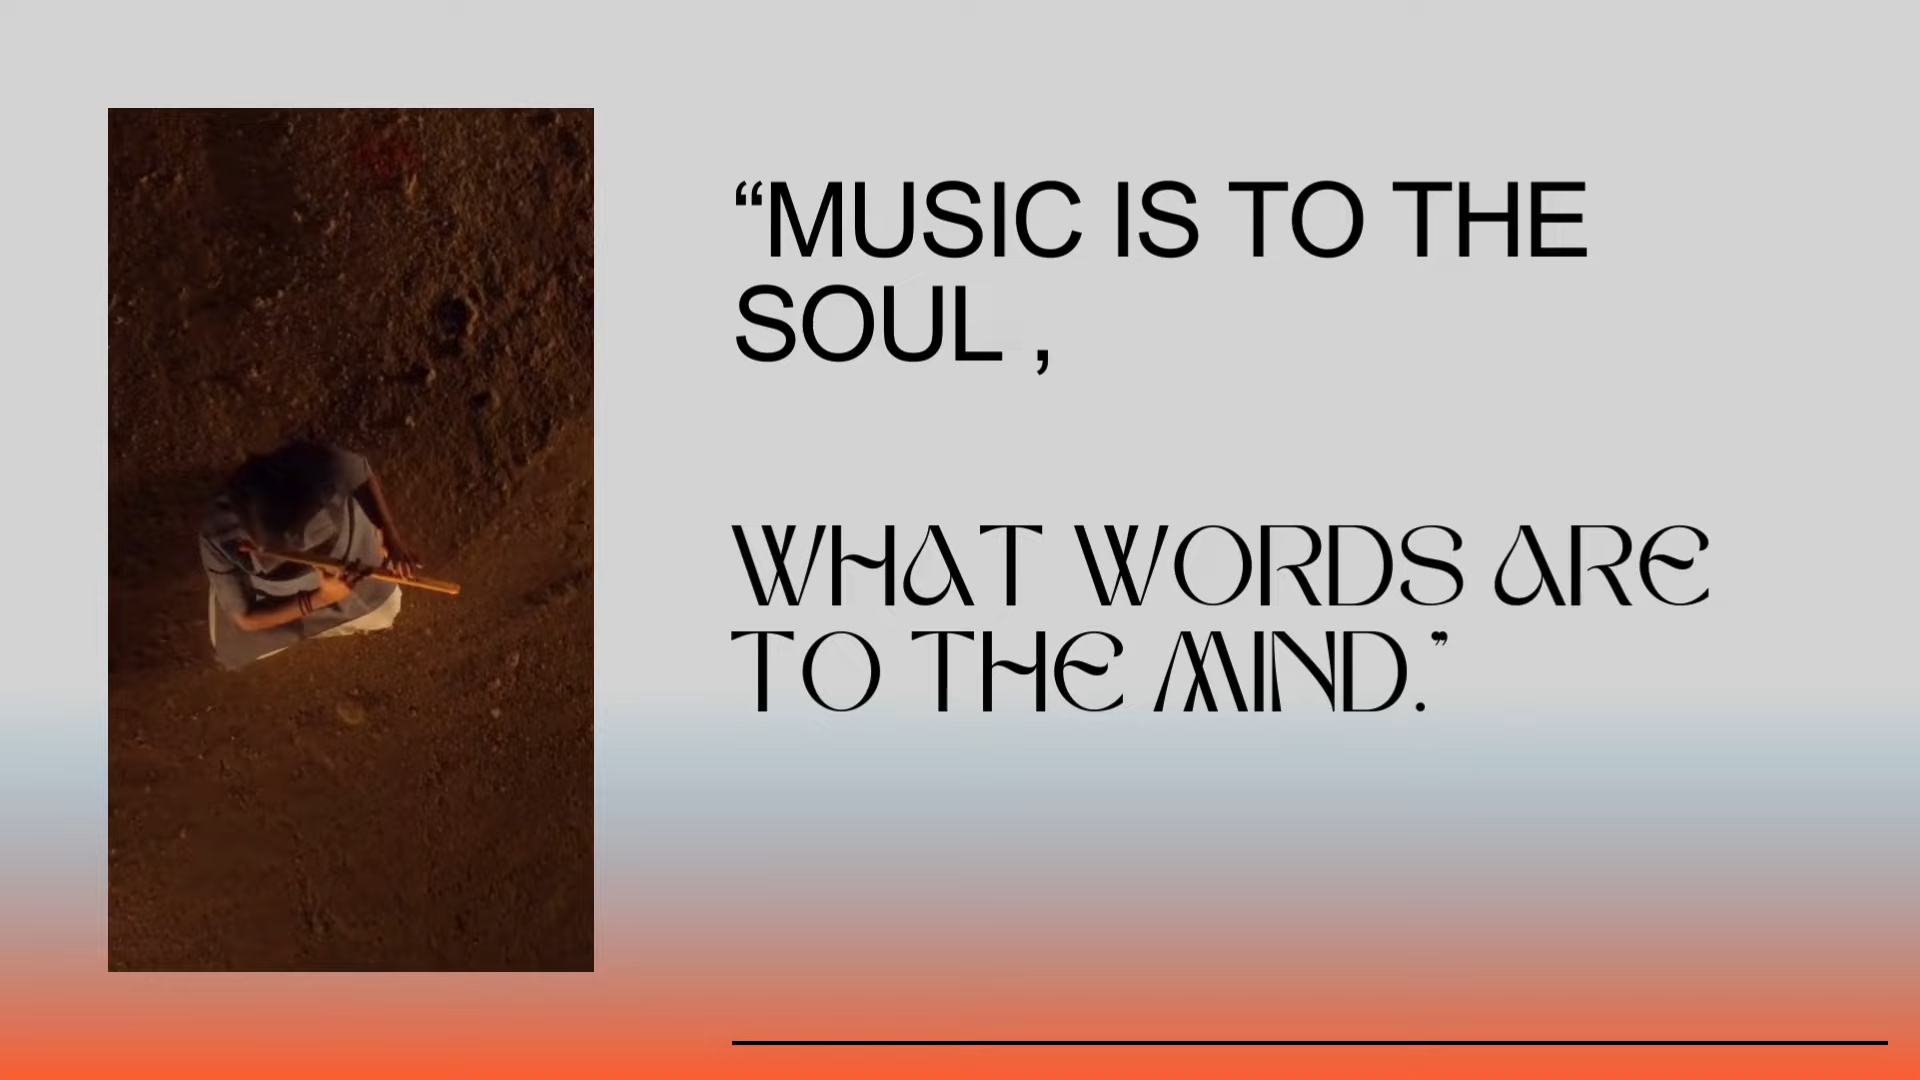 “MUSIC IS TO THE
SOUL ,
WHAT WORDS ARE
TO THE MIND.”